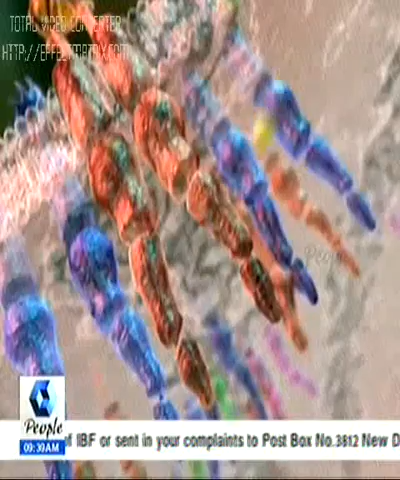 TOTAL VIDEO CONVERTER
HTTP://EFFECTMATRIX.COM
People
People
09:39AM
of IBF or sent in your complaints to Post Box No.3812 New D